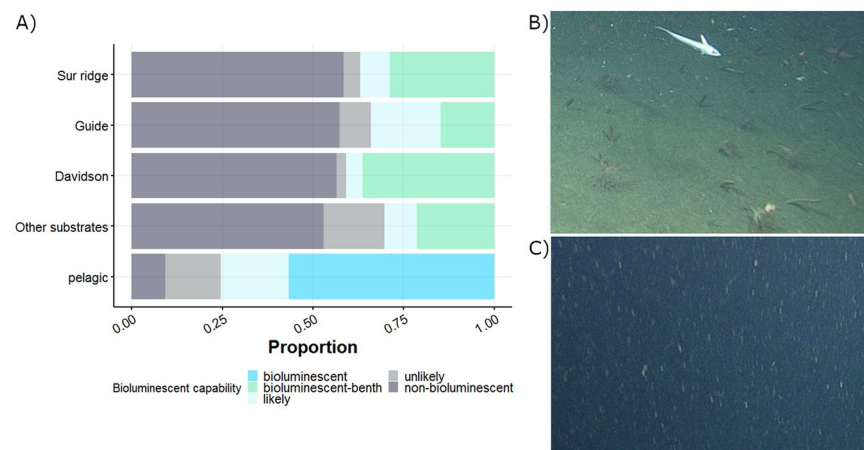 A)
Sur ridge
Guide
Davidson
Other substrates
pelagic
0.00
0.25
0.50
0.75
1.00
Proportion
Bioluminescent capability
bioluminescent
bioluminescent-benth
likely
unlikely
non-bioluminescent
B)
C)